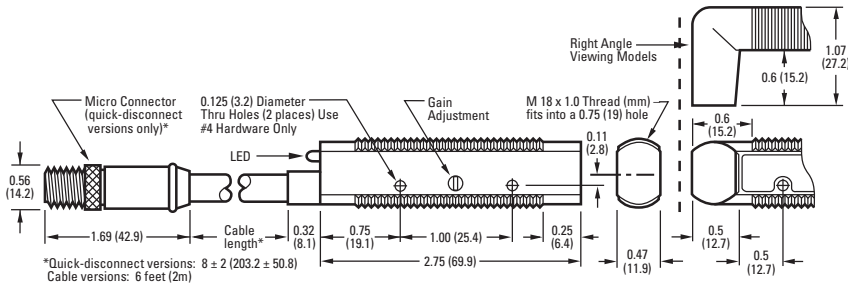 Right Angle
Viewing Models
1.07
(27.2)
0.6 (15.2)
Micro Connector
(quick-disconnect
versions only)*
0.125 (3.2) Diameter
Thru Holes (2 places) Use
#4 Hardware Only
Gain
Adjustment
M 18 x 1.0 Thread (mm)
fits into a 0.75 (19) hole
0.6
(15.2)
0.11
(2.8)
LED
0.56
(14.2)
1.69 (42.9)
Cable
length*
0.32
(8.1)
0.75
(19.1)
1.00 (25.4)
0.25
(6.4)
2.75 (69.9)
0.47
(11.9)
0.5
(12.7)
0.5
(12.7)
*Quick-disconnect versions: 8 ± 2 (203.2 ± 50.8)
Cable versions: 6 feet (2m)